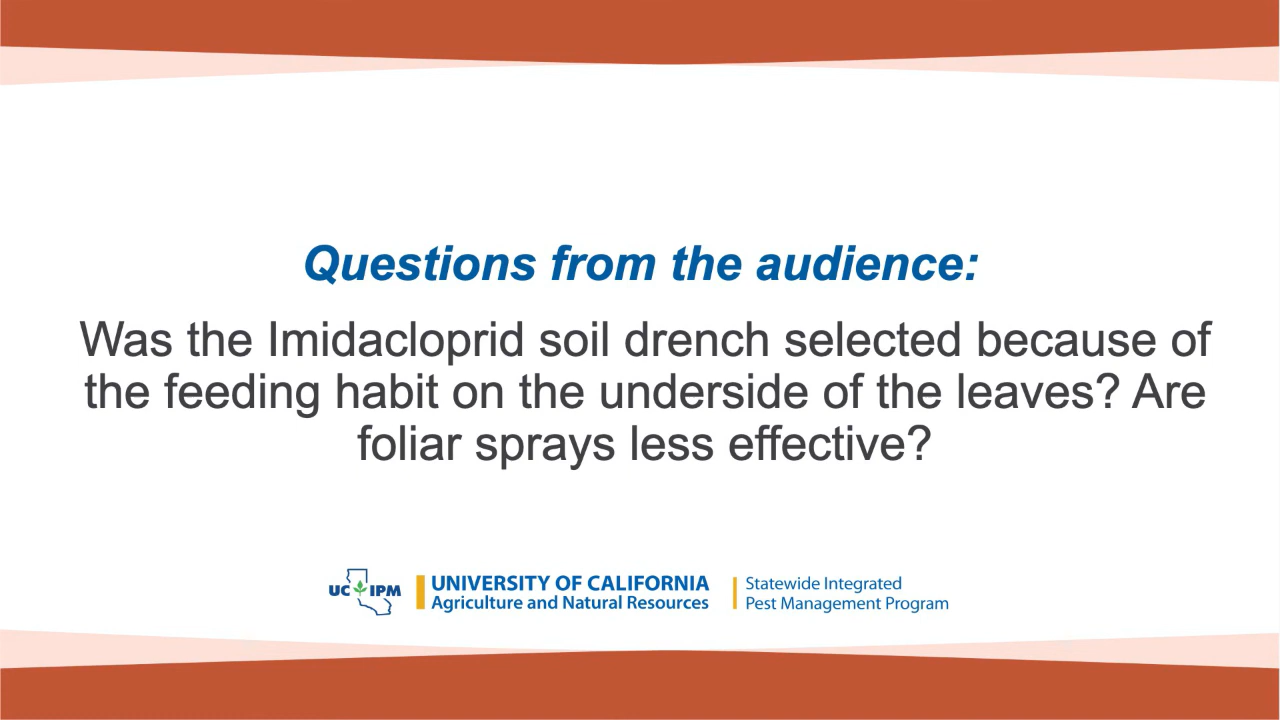 Questions from the audience:
Was the Imidacloprid soil drench selected because of
the feeding habit on the underside of the leaves? Are
foliar sprays less effective?
UC IPM
UNIVERSITY OF CALIFORNIA
Agriculture and Natural Resources
Statewide Integrated
Pest Management Program